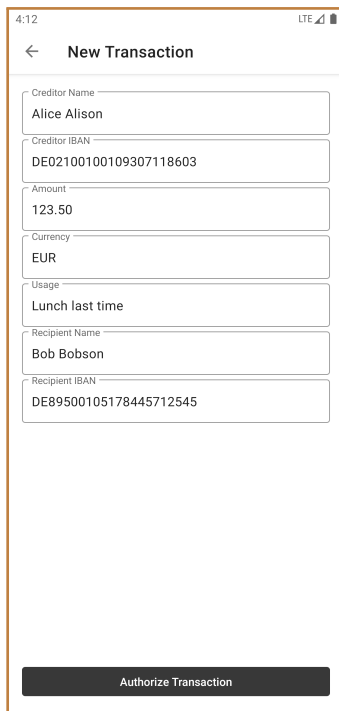 4:12 LTE
New Transaction
Creditor Name
Alice Alison
Creditor IBAN
DE02100100109307118603
Amount
123.50
Currency
EUR
Usage
Lunch last time
Recipient Name
Bob Bobson
Recipient IBAN
DE89500105178445712545
Authorize Transaction